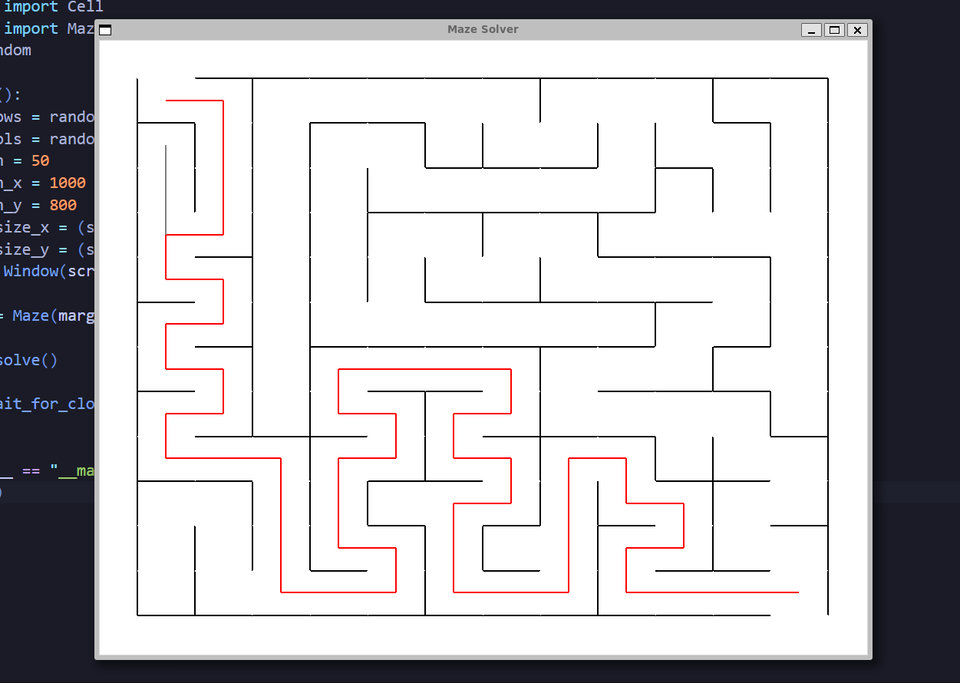 import Cell
import Maz
ndom
Maze Solver
():
ows = rando
ols = rando
n = 50
n_x = 1000
n_y = 800
size_x = (s
size_y = (s
Window(scr
= Maze(marg
solve()
ait_for_clo
__ == "__ma
)